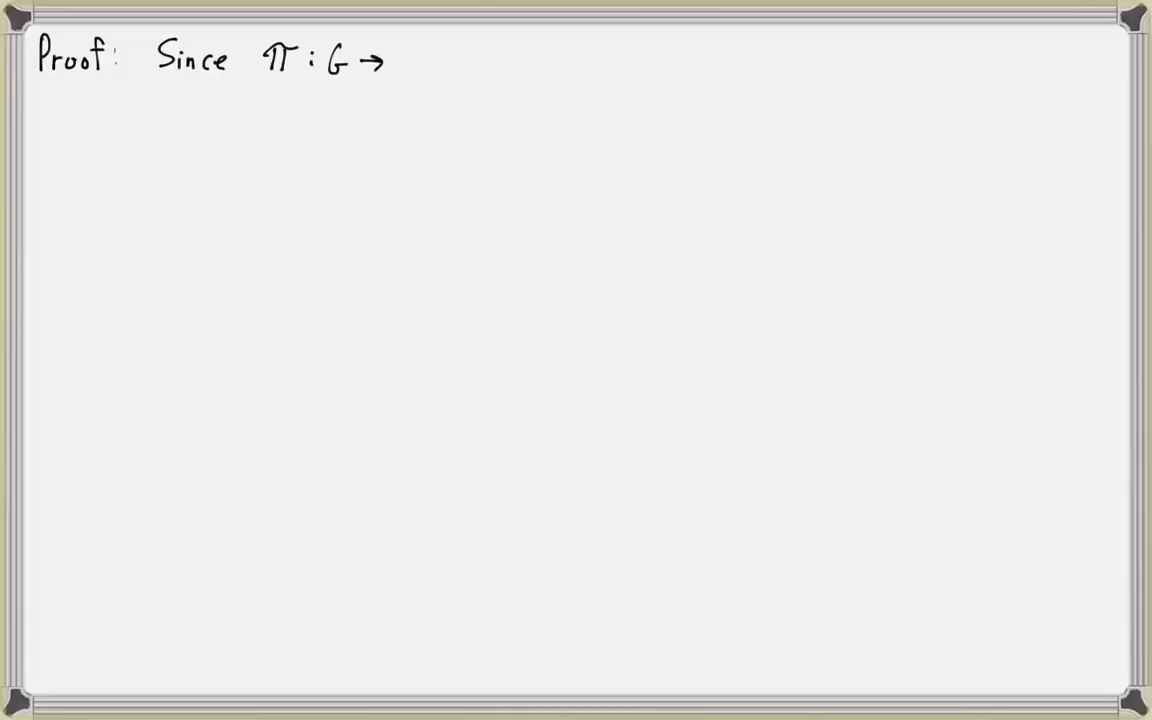 Proof: Since π : G →